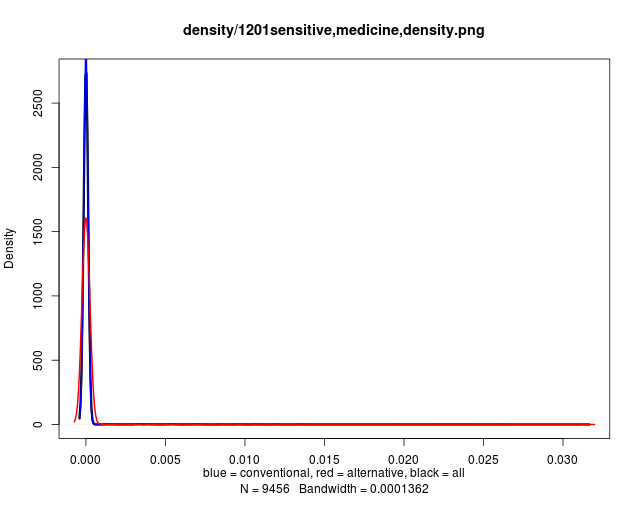 density/1201sensitive,medicine,density.png
Density
0
500
1000
1500
2000
2500
0.000 0.005 0.010 0.015 0.020 0.025 0.030
blue = conventional, red = alternative, black = all
N = 9456 Bandwidth = 0.0001362